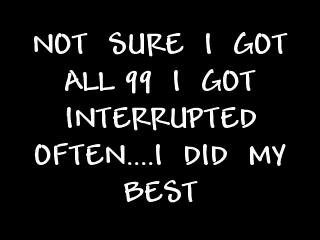 NOT SURE I GOT
ALL 99 I GOT
INTERRUPTED
OFTEN....I DID MY
BEST